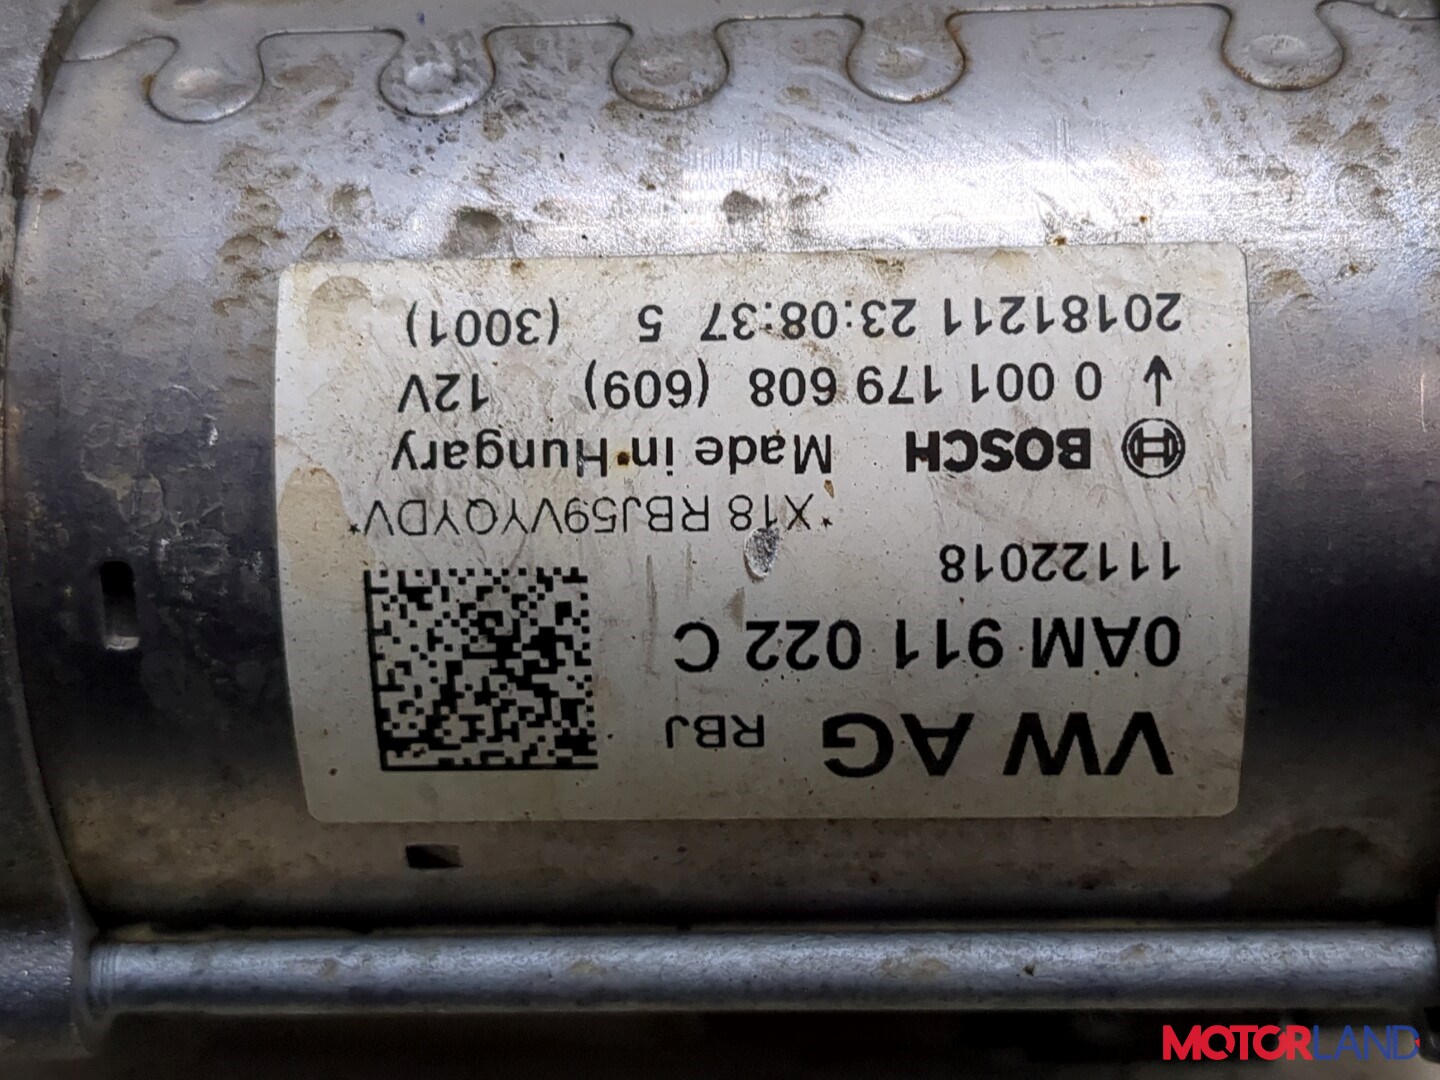 VW AG RBJ
0AM 911 022 C
11122018
*X18 RBJ59VYQYDV*
BOSCH Made in Hungary
0 001 179 608 (609) 12V
20181211 23:08:37 5 (3001)
MOTORLAND